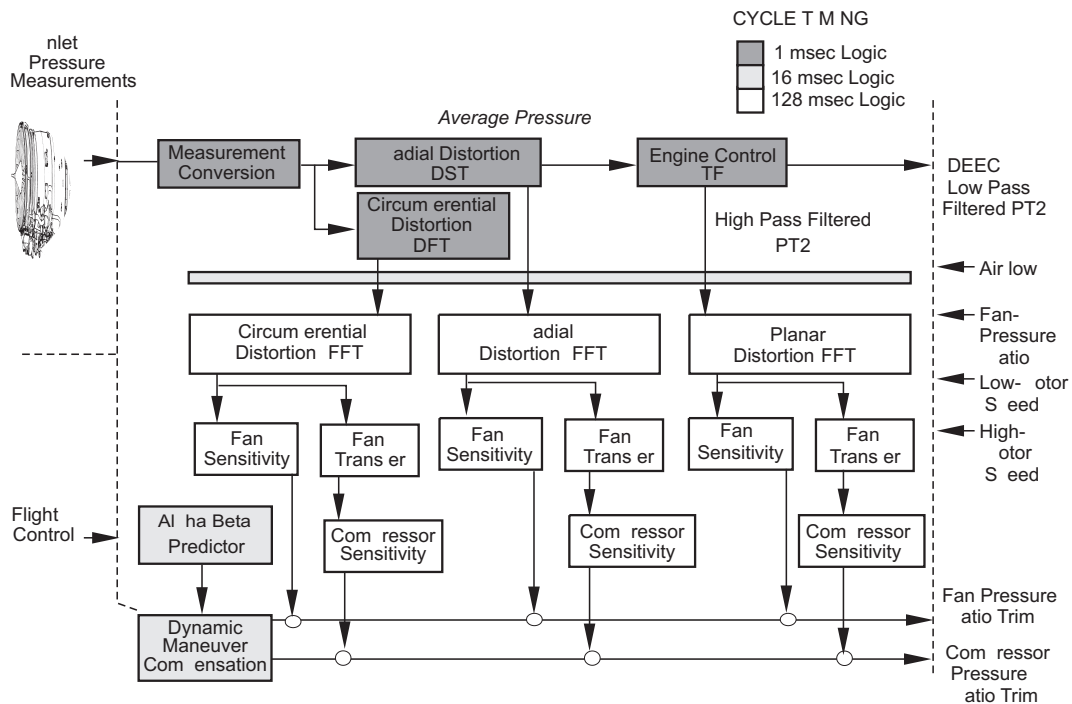 CYCLE T M NG
1 msec Logic
16 msec Logic
128 msec Logic
nlet
Pressure
Measurements
Average Pressure
Measurement
Conversion
adial Distortion
DST
Engine Control
TF
DEEC
Low Pass
Filtered PT2
Circum erential
Distortion
DFT
High Pass Filtered
PT2
Air low
Circum erential
Distortion FFT
adial
Distortion FFT
Planar
Distortion FFT
Fan-
Pressure
atio
Low- otor
S eed
High-
otor
S eed
Fan
Sensitivity
Fan
Trans er
Fan
Sensitivity
Fan
Trans er
Fan
Sensitivity
Fan
Trans er
Flight
Control
Al ha Beta
Predictor
Com ressor
Sensitivity
Com ressor
Sensitivity
Com ressor
Sensitivity
Dynamic
Maneuver
Com ensation
Fan Pressure
atio Trim
Com ressor
Pressure
atio Trim